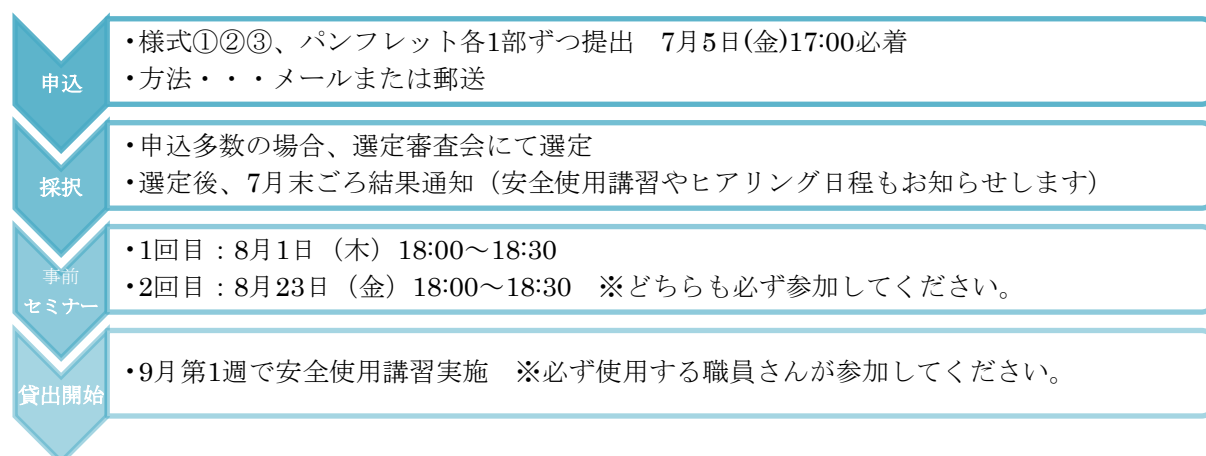 申込
・様式①②③、パンフレット各1部ずつ提出　7月5日(金)17:00必着
・方法・・・メールまたは郵送
採択
・申込多数の場合、選定審査会にて選定
・選定後、7月末ごろ結果通知（安全使用講習やヒアリング日程もお知らせします）
事前
セミナー
・1回目：8月1日（木）18:00～18:30
・2回目：8月23日（金）18:00～18:30　※どちらも必ず参加してください。
貸出開始
・9月第1週で安全使用講習実施　※必ず使用する職員さんが参加してください。